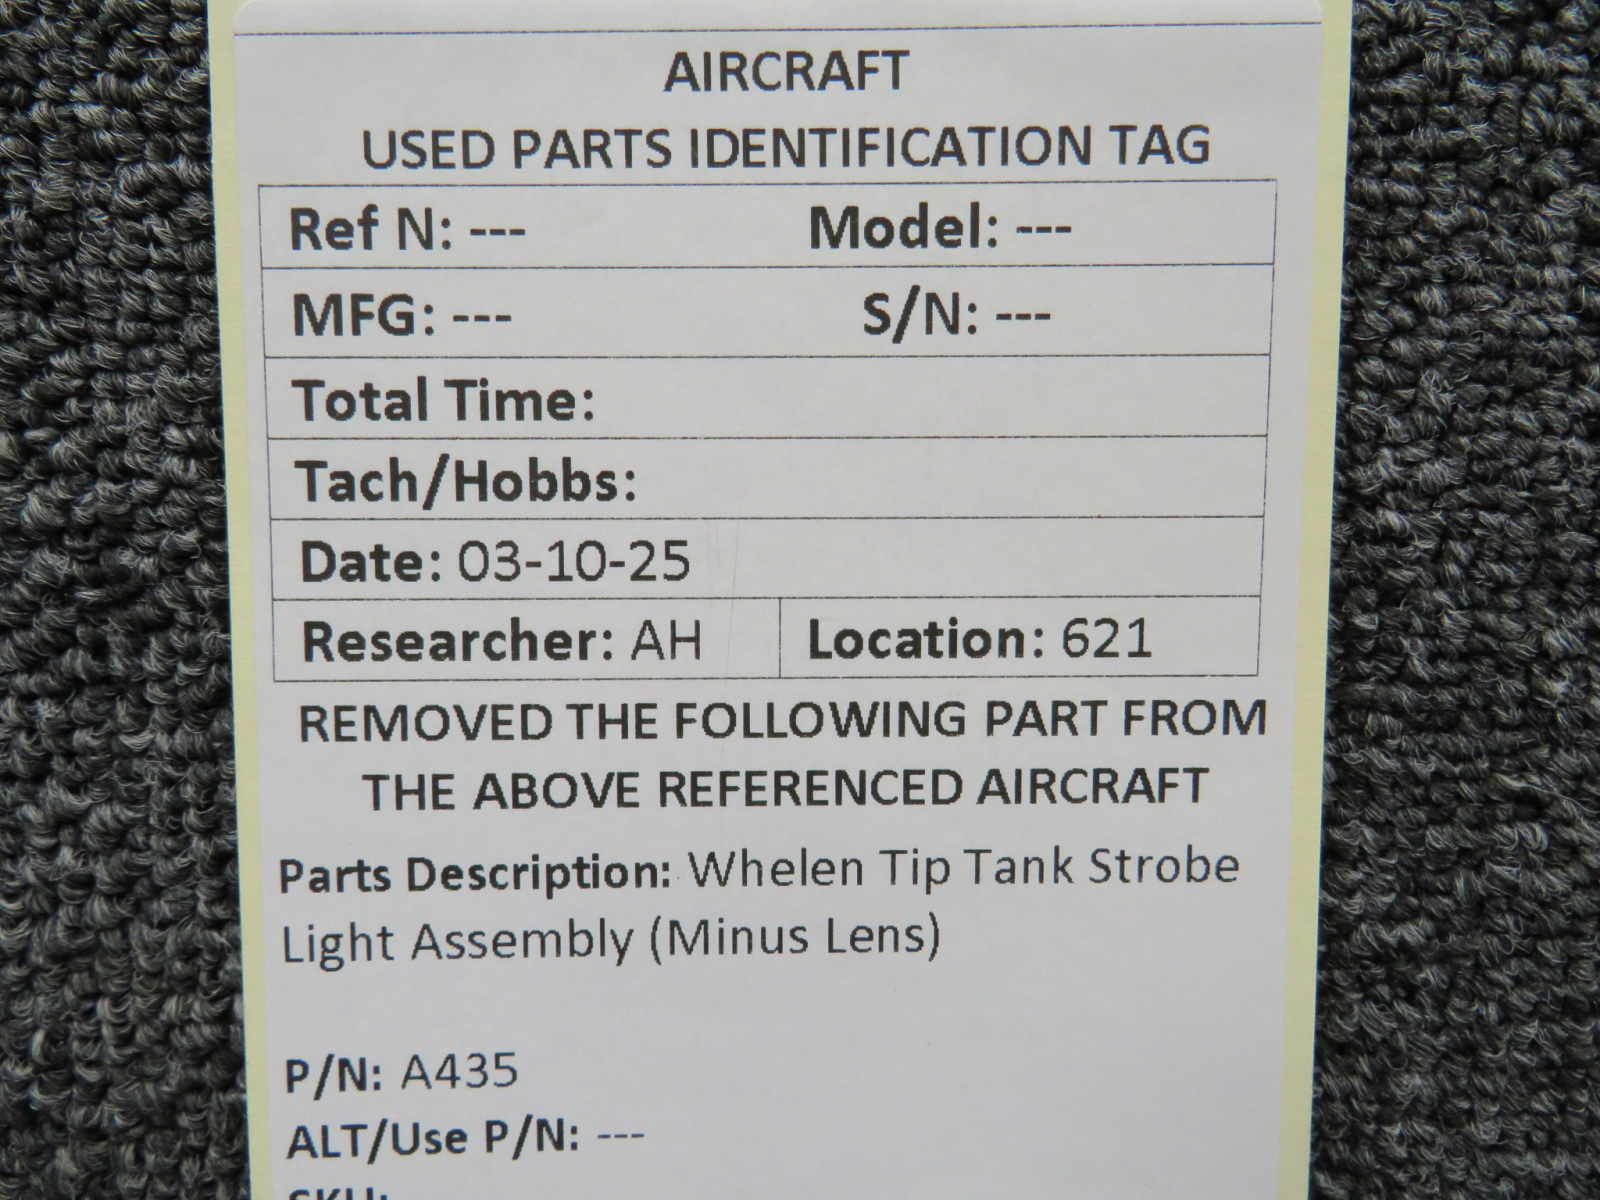 AIRCRAFT
USED PARTS IDENTIFICATION TAG
Ref N: --- Model: ---
MFG: --- S/N: ---
Total Time:
Tach/Hobbs:
Date: 03-10-25
Researcher: AH Location: 621
REMOVED THE FOLLOWING PART FROM
THE ABOVE REFERENCED AIRCRAFT
Parts Description: Whelen Tip Tank Strobe
Light Assembly (Minus Lens)
P/N: A435
ALT/Use P/N: ---
SKU: